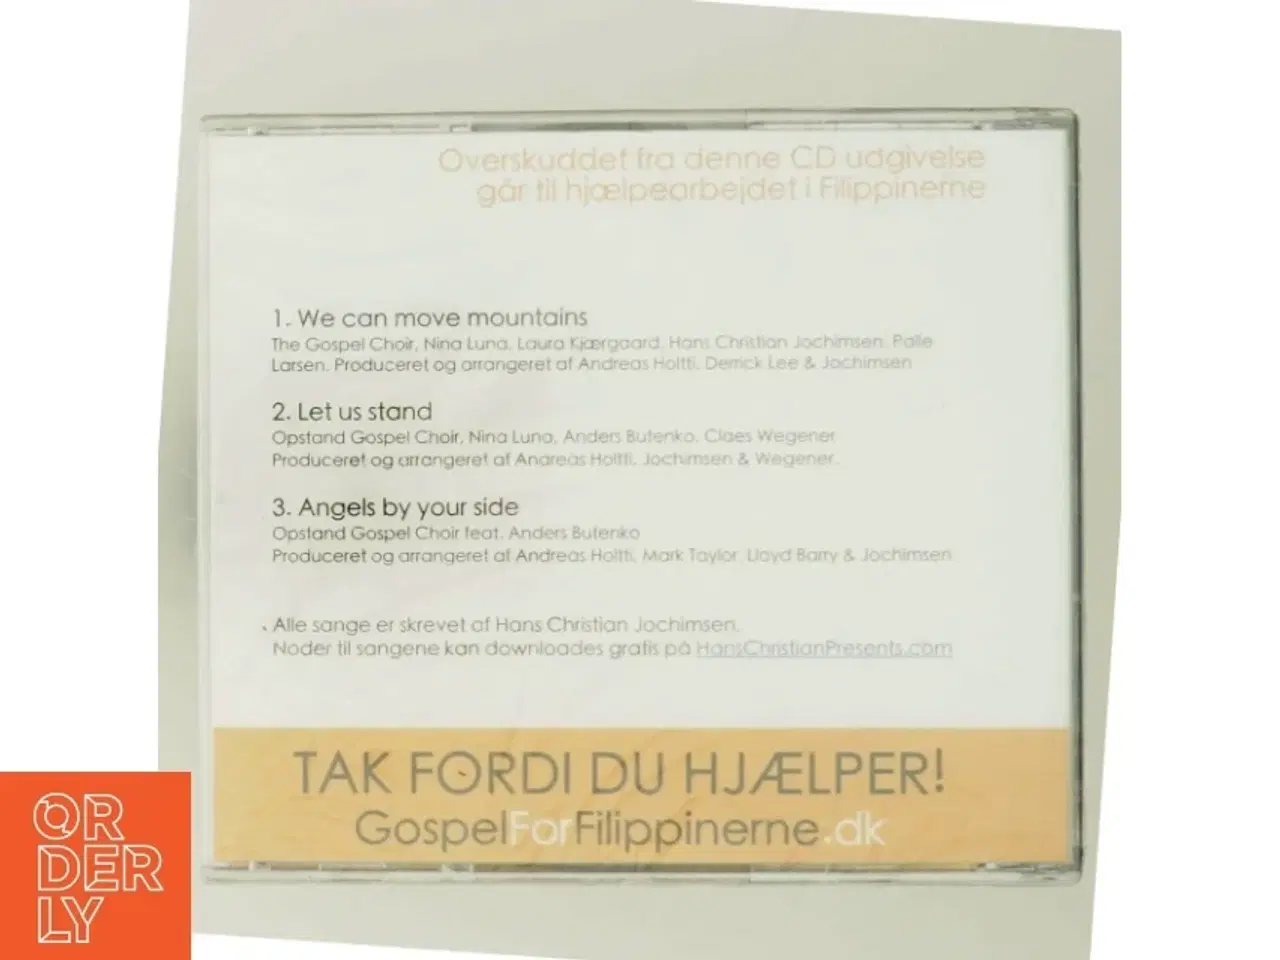 Overskuddet fra denne CD udgivelse
går til hjælpearbejdet i Filippinerne
1. We can move mountains
The Gospel Choir, Nina Luna, Laura Kjærgaard, Hans Christian Jochimsen, Palle
Larsen. Produceret og arrangeret af Andreas Holtti, Derrick Lee & Jochimsen
2. Let us stand
Opstand Gospel Choir, Nina Luna, Anders Butenko, Claes Wegener
Produceret og arrangeret af Andreas Holtti, Jochimsen & Wegener.
3. Angels by your side
Opstand Gospel Choir feat. Anders Butenko
Produceret og arrangeret af Andreas Holtti, Mark Taylor, Lloyd Barry & Jochimsen
Alle sange er skrevet af Hans Christian Jochimsen.
Noder til sangene kan downloades gratis på HansChristianPresents.com
TAK FORDI DU HJÆLPER!
GospelForFilippinerne.dk
OR
DER
LY